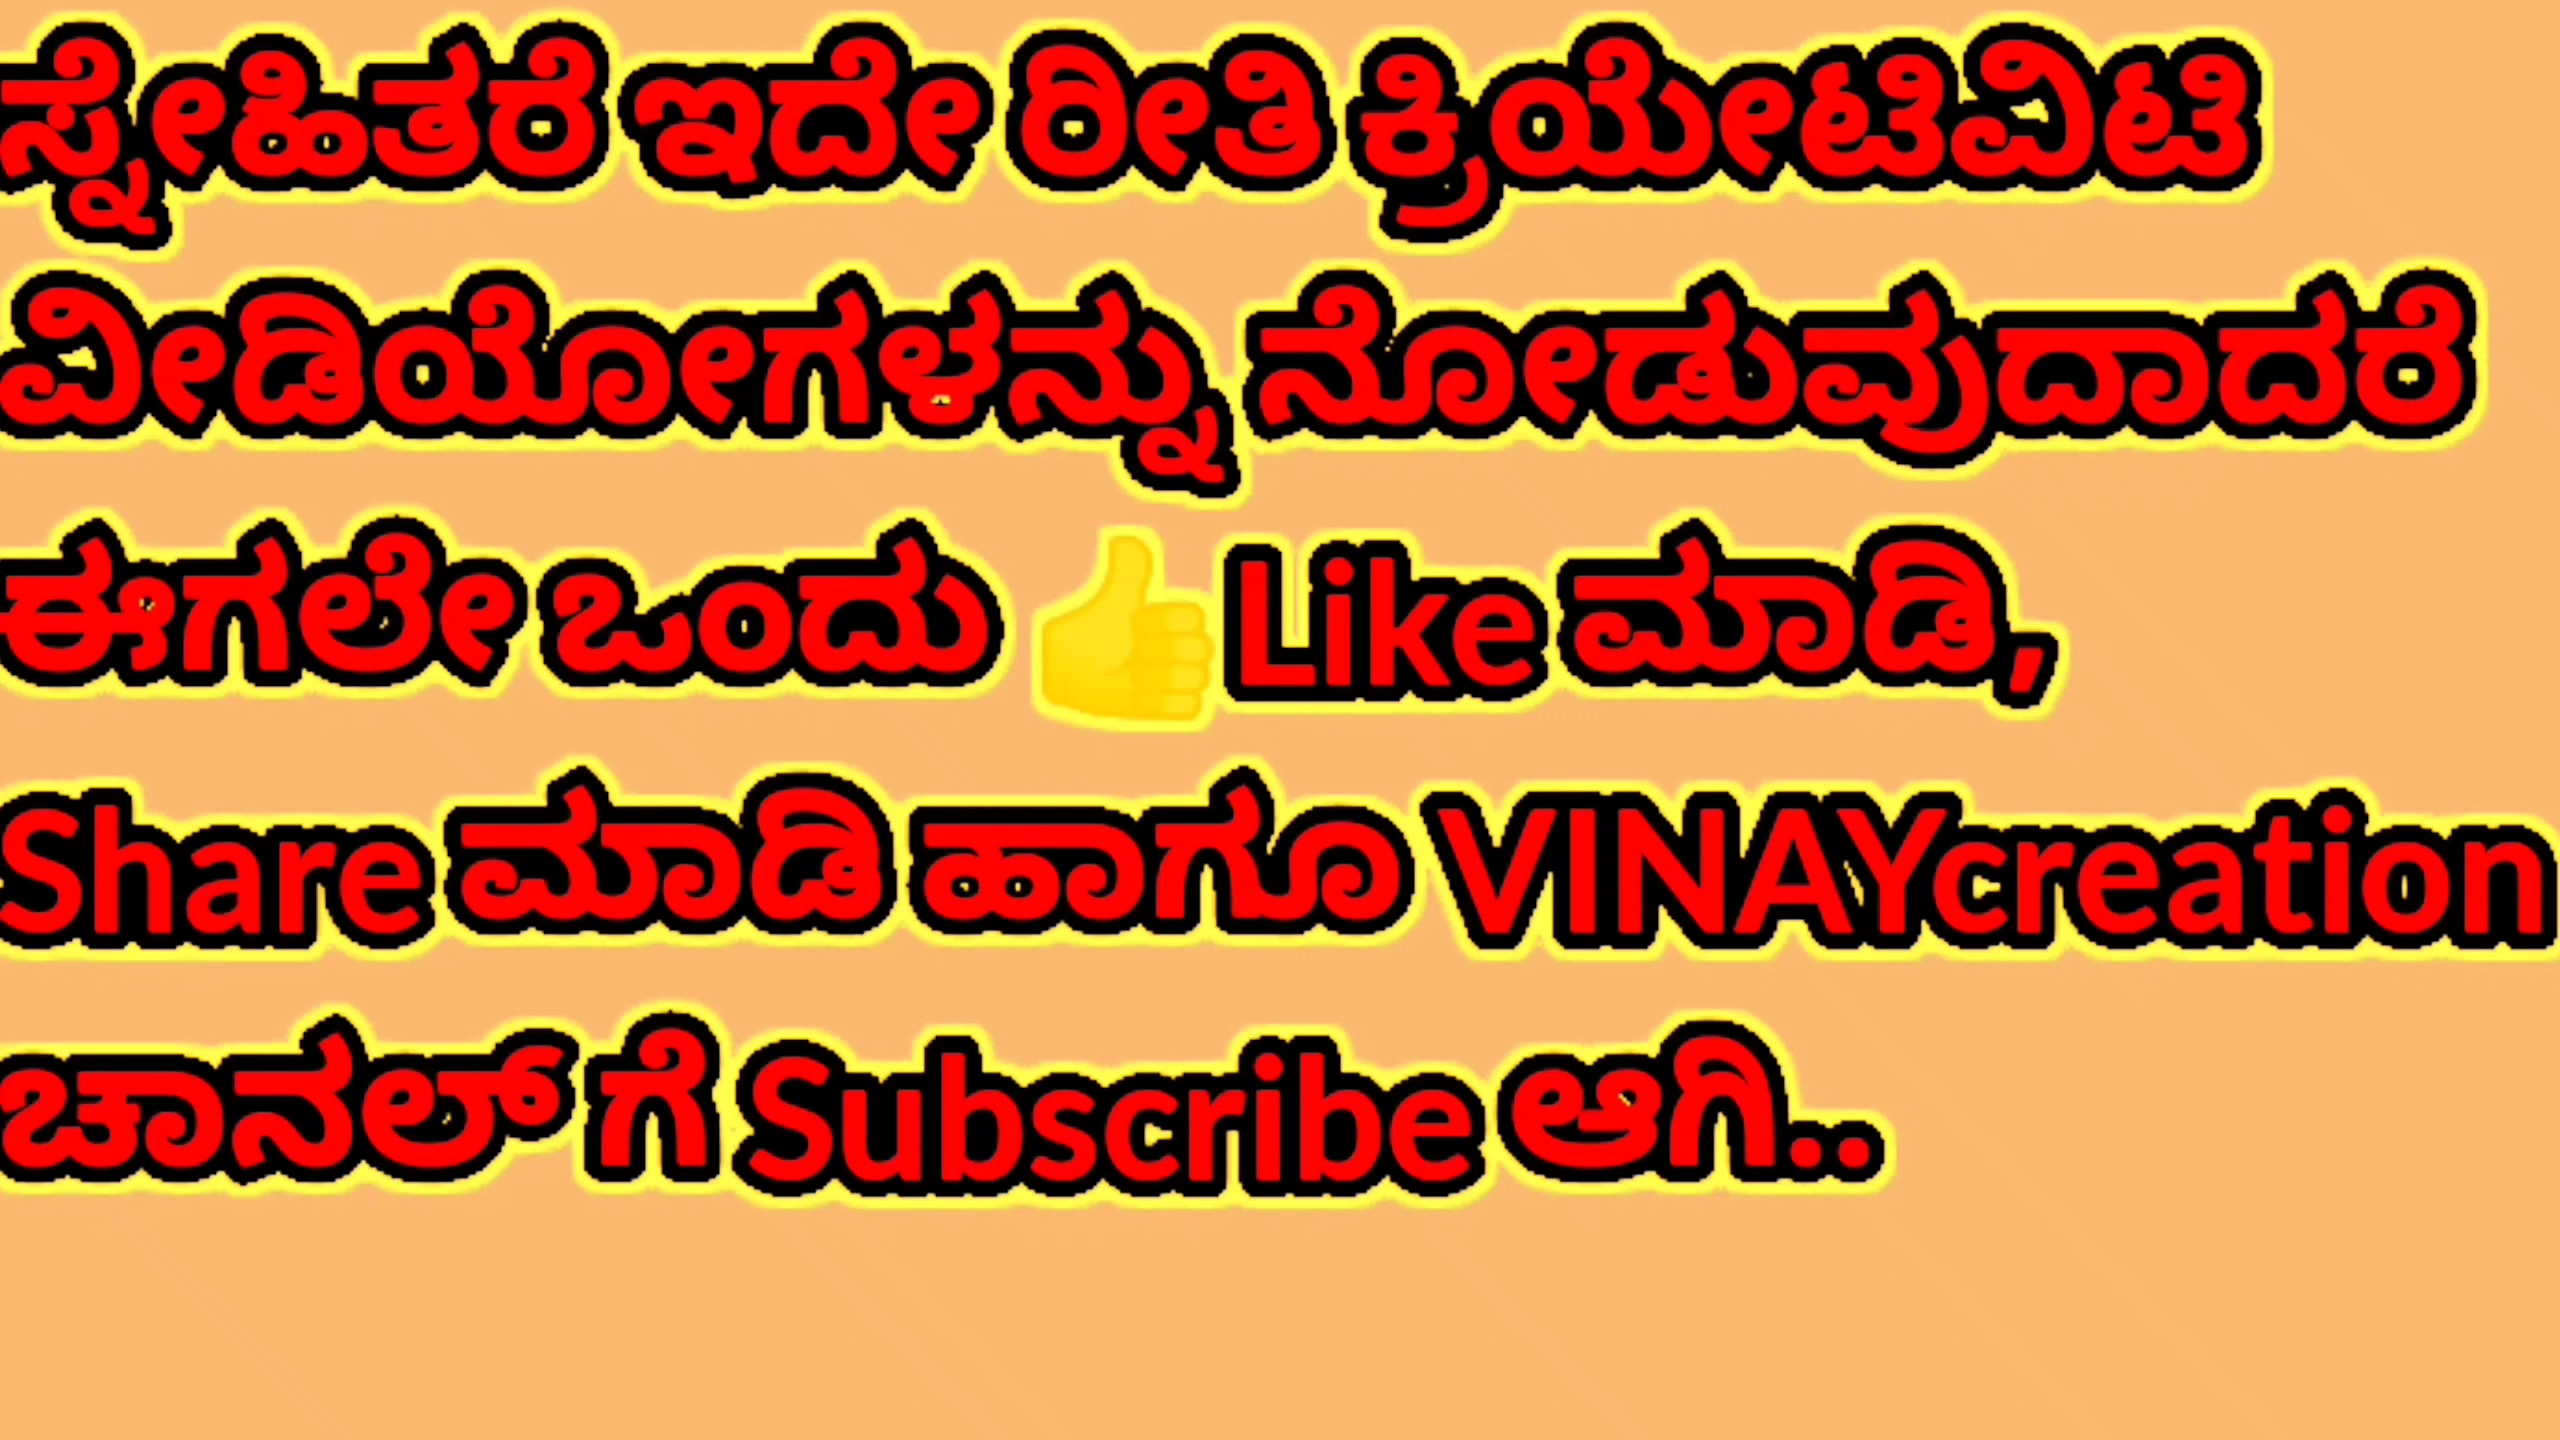 ಸ್ನೇಹಿತರೆ ಇದೇ ರೀತಿ ಕ್ರಿಯೇಟಿವಿಟಿ
ವೀಡಿಯೋಗಳನ್ನು ನೋಡುವುದಾದರೆ
ಈಗಲೇ ಒಂದು 👍Like ಮಾಡಿ,
Share ಮಾಡಿ ಹಾಗೂ VINAYcreation
ಚಾನಲ್ ಗೆ Subscribe ಆಗಿ..